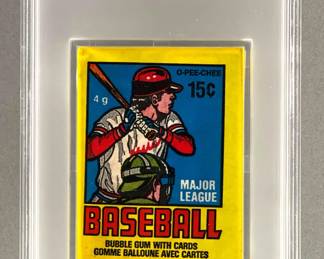 O-PEE-CHEE
4 g
15¢
MAJOR
LEAGUE
BASEBALL
BUBBLE GUM WITH CARDS
GOMME BALLOUNE AVEC CARTES